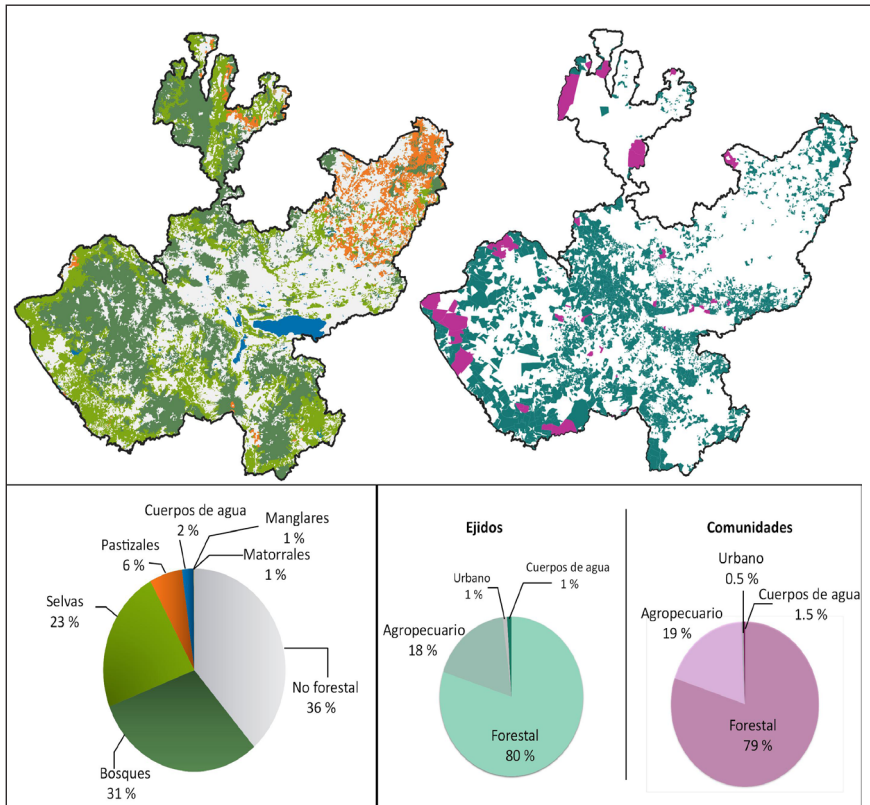 Cuerpos de agua
2 %
Manglares
1 %
Pastizales
6 %
Matorrales
1 %
Selvas
23 %
No forestal
36 %
Bosques
31 %
Ejidos
Cuerpos de agua
1 %
Urbano
1 %
Agropecuario
18 %
Forestal
80 %
Comunidades
Urbano
0.5 %
Cuerpos de agua
1.5 %
Agropecuario
19 %
Forestal
79 %